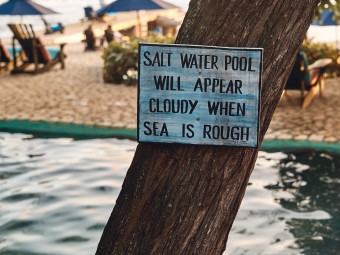 SALT WATER POOL
WILL APPEAR
CLOUDY WHEN
SEA IS ROUGH